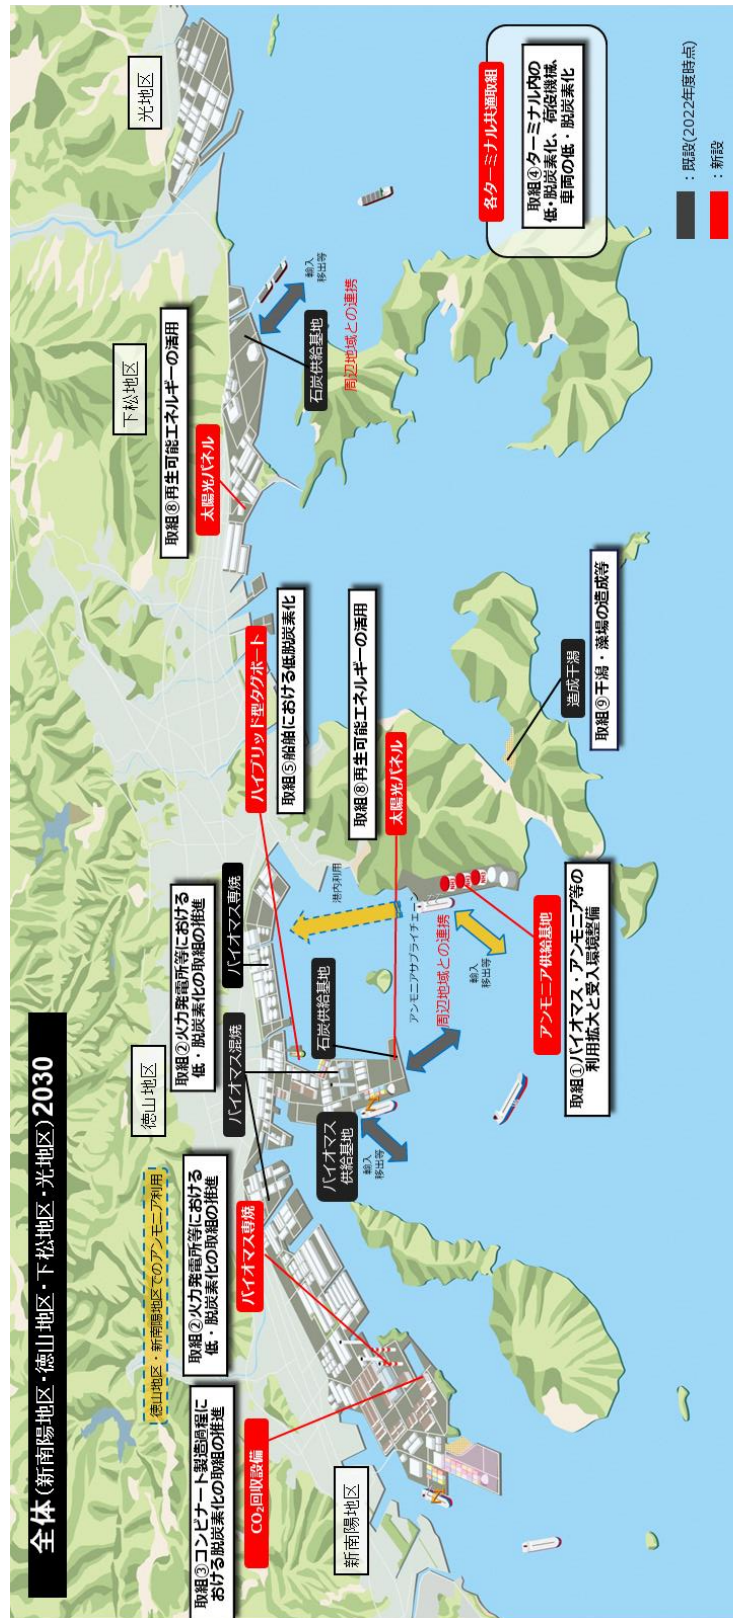 全体(新南陽地区・徳山地区・下松地区・光地区)2030
徳山地区・新南陽地区でのアンモニア利用
取組③コンビナート製造過程に
おける脱炭素化の取組の推進
CO₂回収設備
新南陽地区
取組②火力発電所等における
低・脱炭素化の取組の推進
バイオマス専焼
徳山地区
取組②火力発電所等における
低・脱炭素化の取組の推進
バイオマス混焼
バイオマス専焼
バイオマス
供給基地
輸入
移出等
石炭供給基地
ハイブリッド型タグボート
取組⑤船舶における低脱炭素化
港内利用
アンモニアサプライチェーン
周辺地域との連携
輸入
移出等
NH3
NH3
NH3
アンモニア供給基地
取組①バイオマス・アンモニア等の
利用拡大と受入環境整備
取組⑧再生可能エネルギーの活用
太陽光パネル
造成干潟
取組⑨干潟・藻場の造成等
下松地区
取組⑧再生可能エネルギーの活用
太陽光パネル
石炭供給基地
輸入
移出等
周辺地域との連携
光地区
各ターミナル共通取組
取組④ターミナル内の
低・脱炭素化、荷役機械、
車両の低・脱炭素化
：既設(2022年度時点)
：新設